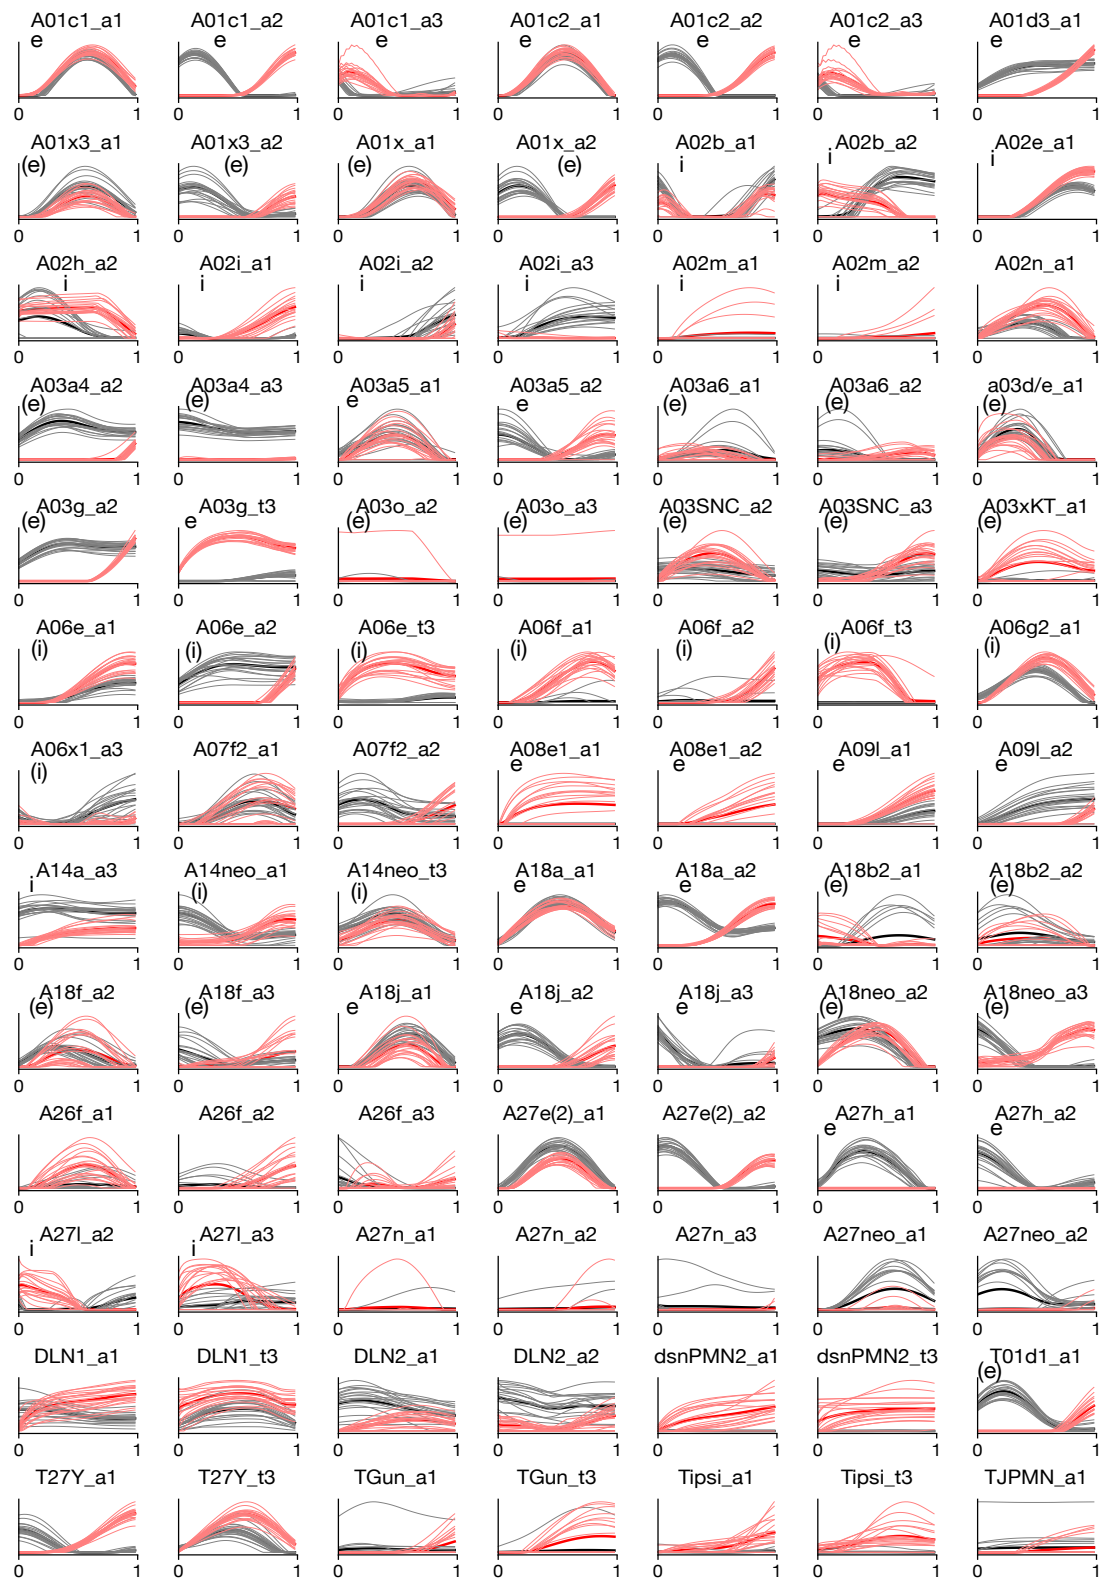 A01c1_a1 A01c1_a2 A01c1_a3 A01c2_a1 A01c2_a2 A01c2_a3 A01d3_a1
e e e e e e e
0 1 0 1 0 1 0 1 0 1 0 1 0 1
A01x3_a1 A01x3_a2 A01x_a1 A01x_a2 A02b_a1 A02b_a2 A02e_a1
(e) (e) (e) (e) i i i
0 1 0 1 0 1 0 1 0 1 0 1 0 1
A02h_a2 A02i_a1 A02i_a2 A02i_a3 A02m_a1 A02m_a2 A02n_a1
i i i i i i
0 1 0 1 0 1 0 1 0 1 0 1 0 1
A03a4_a2 A03a4_a3 A03a5_a1 A03a5_a2 A03a6_a1 A03a6_a2 a03d/e_a1
(e) (e) e e (e) (e) (e)
0 1 0 1 0 1 0 1 0 1 0 1 0 1
A03g_a2 A03g_t3 A03o_a2 A03o_a3 A03SNC_a2 A03SNC_a3 A03xKT_a1
(e) e (e) (e) (e) (e) (e)
0 1 0 1 0 1 0 1 0 1 0 1 0 1
A06e_a1 A06e_a2 A06e_t3 A06f_a1 A06f_a2 A06f_t3 A06g2_a1
(i) (i) (i) (i) (i) (i) (i)
0 1 0 1 0 1 0 1 0 1 0 1 0 1
A06x1_a3 A07f2_a1 A07f2_a2 A08e1_a1 A08e1_a2 A09l_a1 A09l_a2
(i) e e e e
0 1 0 1 0 1 0 1 0 1 0 1 0 1
A14a_a3 A14neo_a1 A14neo_t3 A18a_a1 A18a_a2 A18b2_a1 A18b2_a2
i (i) (i) e e (e) (e)
0 1 0 1 0 1 0 1 0 1 0 1 0 1
A18f_a2 A18f_a3 A18j_a1 A18j_a2 A18j_a3 A18neo_a2 A18neo_a3
(e) (e) e e e (e) (e)
0 1 0 1 0 1 0 1 0 1 0 1 0 1
A26f_a1 A26f_a2 A26f_a3 A27e(2)_a1 A27e(2)_a2 A27h_a1 A27h_a2
e e
0 1 0 1 0 1 0 1 0 1 0 1 0 1
A27l_a2 A27l_a3 A27n_a1 A27n_a2 A27n_a3 A27neo_a1 A27neo_a2
i i
0 1 0 1 0 1 0 1 0 1 0 1 0 1
DLN1_a1 DLN1_t3 DLN2_a1 DLN2_a2 dsnPMN2_a1 dsnPMN2_t3 T01d1_a1
(e)
0 1 0 1 0 1 0 1 0 1 0 1 0 1
T27Y_a1 T27Y_t3 TGun_a1 TGun_t3 Tipsi_a1 Tipsi_t3 TJPMN_a1
0 1 0 1 0 1 0 1 0 1 0 1 0 1